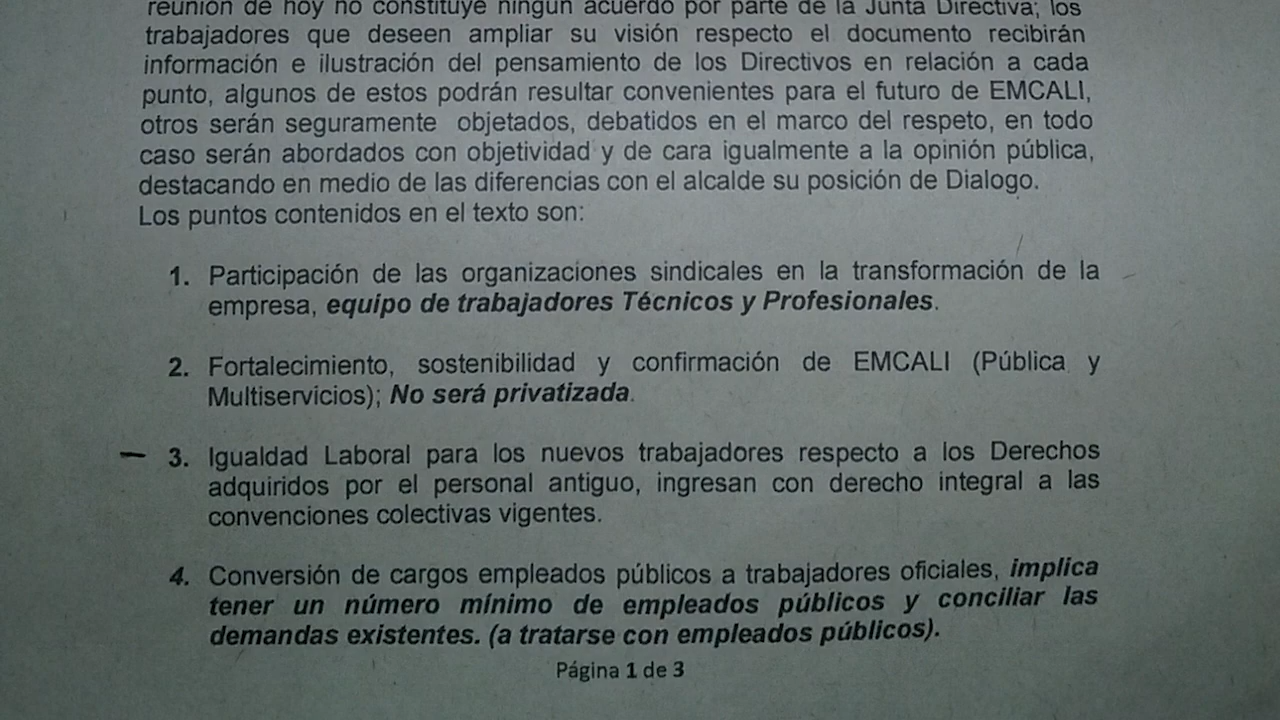 reunión de hoy no constituye ningún acuerdo por parte de la Junta Directiva; los
trabajadores que deseen ampliar su visión respecto el documento recibirán
información e ilustración del pensamiento de los Directivos en relación a cada
punto, algunos de estos podrán resultar convenientes para el futuro de EMCALI,
otros serán seguramente objetados, debatidos en el marco del respeto, en todo
caso serán abordados con objetividad y de cara igualmente a la opinión pública,
destacando en medio de las diferencias con el alcalde su posición de Dialogo.
Los puntos contenidos en el texto son:
1. Participación de las organizaciones sindicales en la transformación de la
empresa, equipo de trabajadores Técnicos y Profesionales.
2. Fortalecimiento, sostenibilidad y confirmación de EMCALI (Pública y
Multiservicios); No será privatizada.
3. Igualdad Laboral para los nuevos trabajadores respecto a los Derechos
adquiridos por el personal antiguo, ingresan con derecho integral a las
convenciones colectivas vigentes.
4. Conversión de cargos empleados públicos a trabajadores oficiales, implica
tener un número mínimo de empleados públicos y conciliar las
demandas existentes. (a tratarse con empleados públicos).
Página 1 de 3